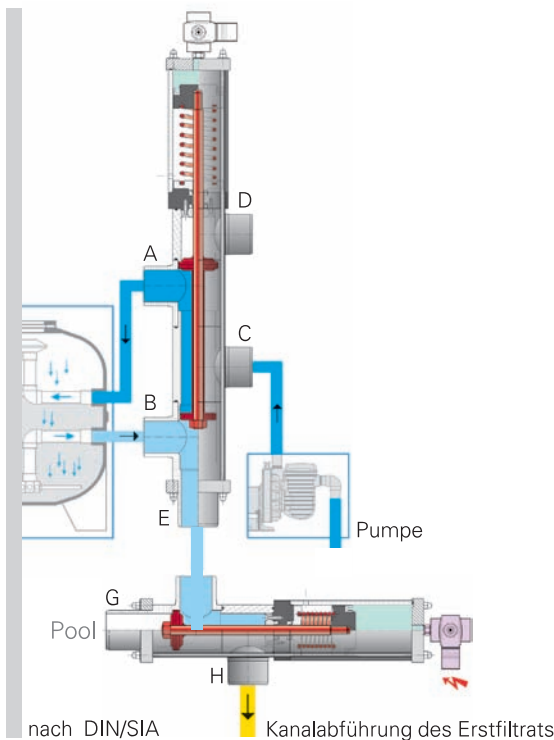 D
A
C
B
E
Pumpe
G
Pool
H
nach DIN/SIA
Kanalabführung des Erstfiltrats